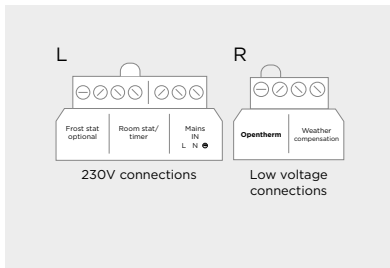 L
R
Frost stat
optional
Room stat/
timer
Mains
IN
L N
Opentherm
Weather
compensation
230V connections
Low voltage
connections